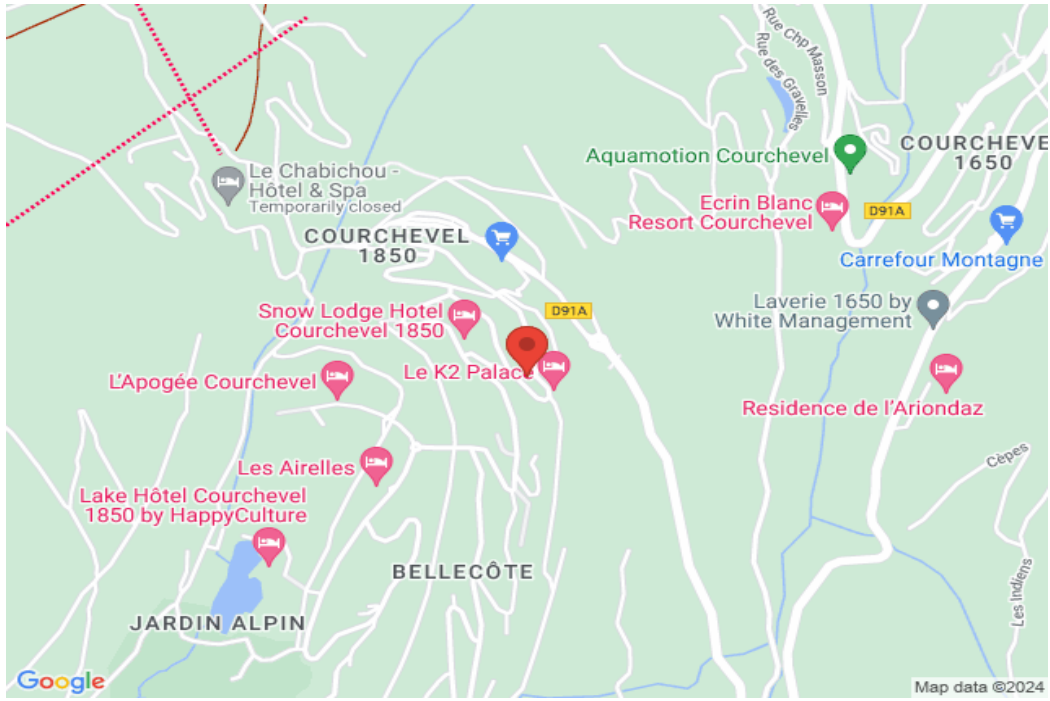 Rue Chp Masson
Rue des Gravelles
Aquamotion Courchevel
COURCHEVE
1650
Le Chabichou -
Hôtel & Spa
Temporarily closed
Ecrin Blanc
Resort Courchevel
D91A
COURCHEVEL
1850
Carrefour Montagne
Snow Lodge Hotel
Courchevel 1850
D91A
Laverie 1650 by
White Management
Le K2 Palace
L'Apogée Courchevel
Residence de l'Ariondaz
Les Airelles
Cèpes
Lake Hôtel Courchevel
1850 by HappyCulture
BELLECÔTE
Les Indiens
JARDIN ALPIN
Google
Map data ©2024